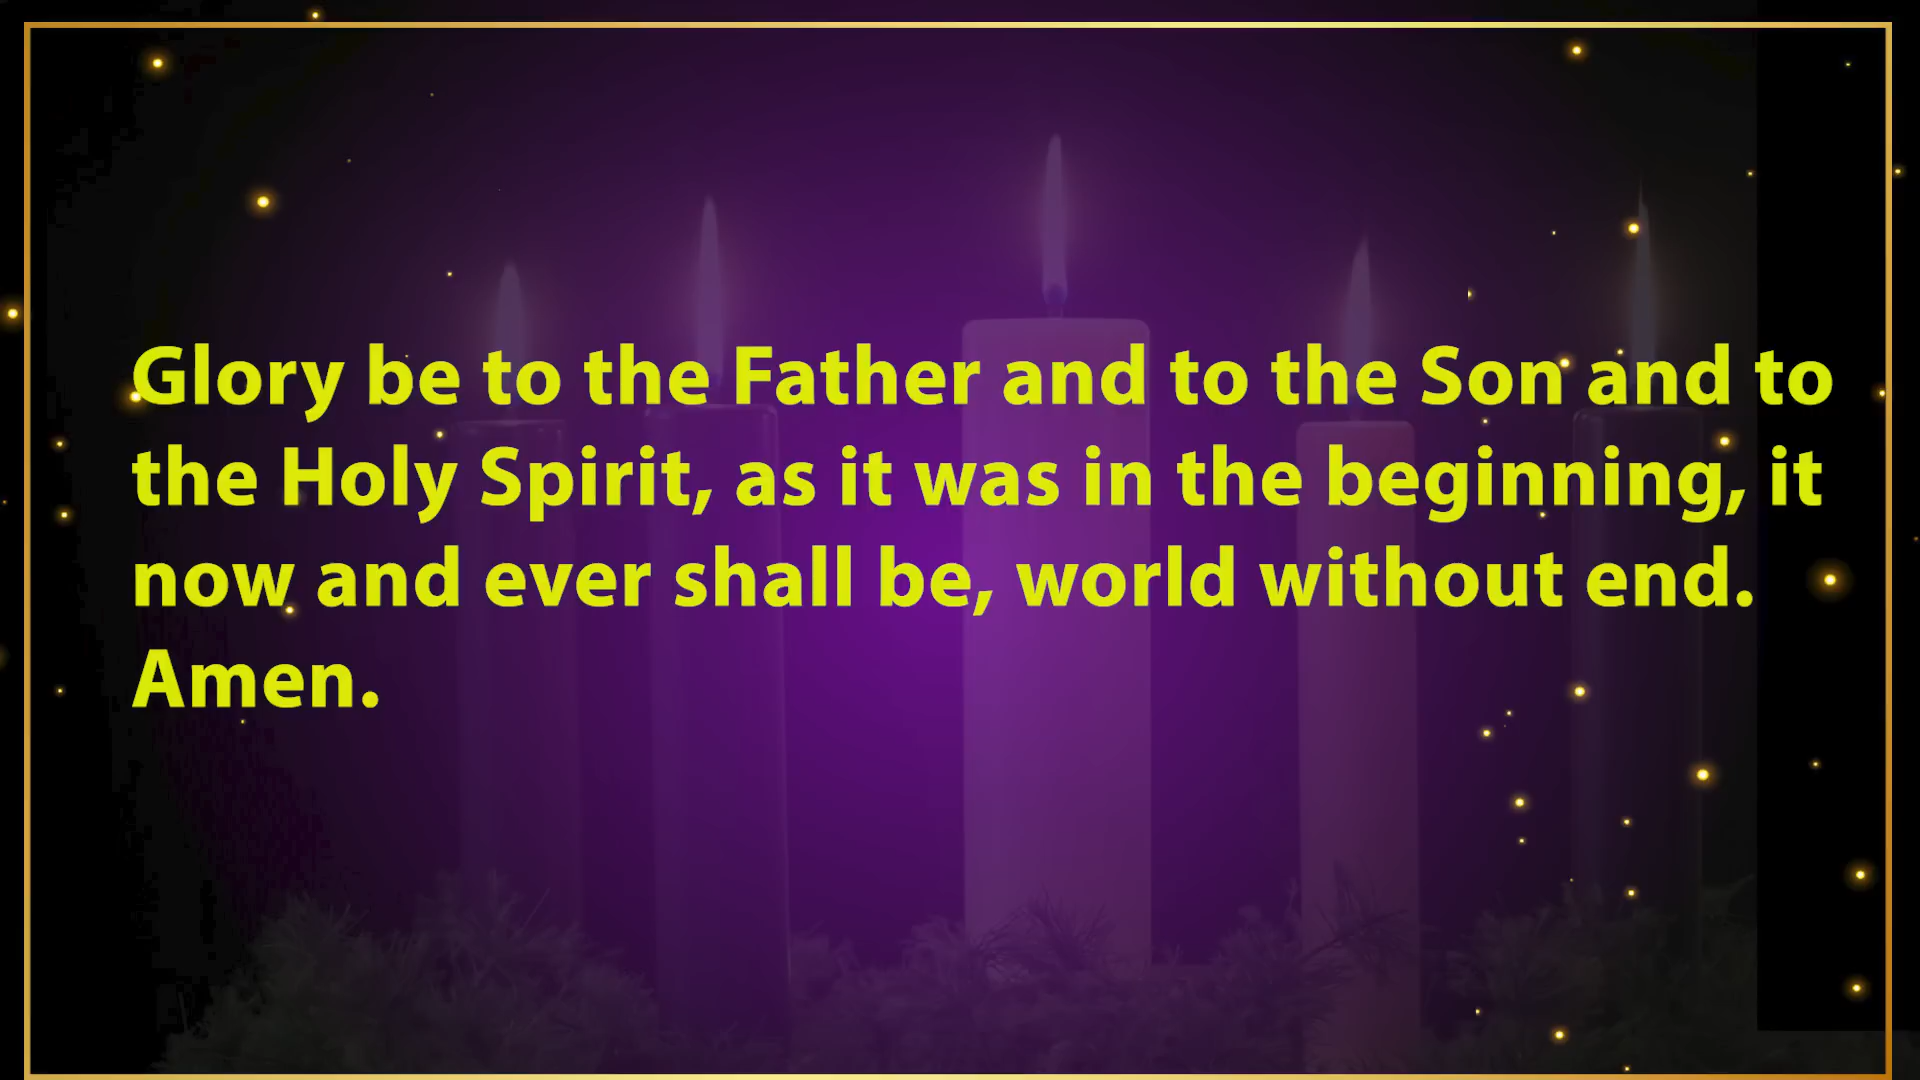 Glory be to the Father and to the Son and to
the Holy Spirit, as it was in the beginning, it
now and ever shall be, world without end.
Amen.